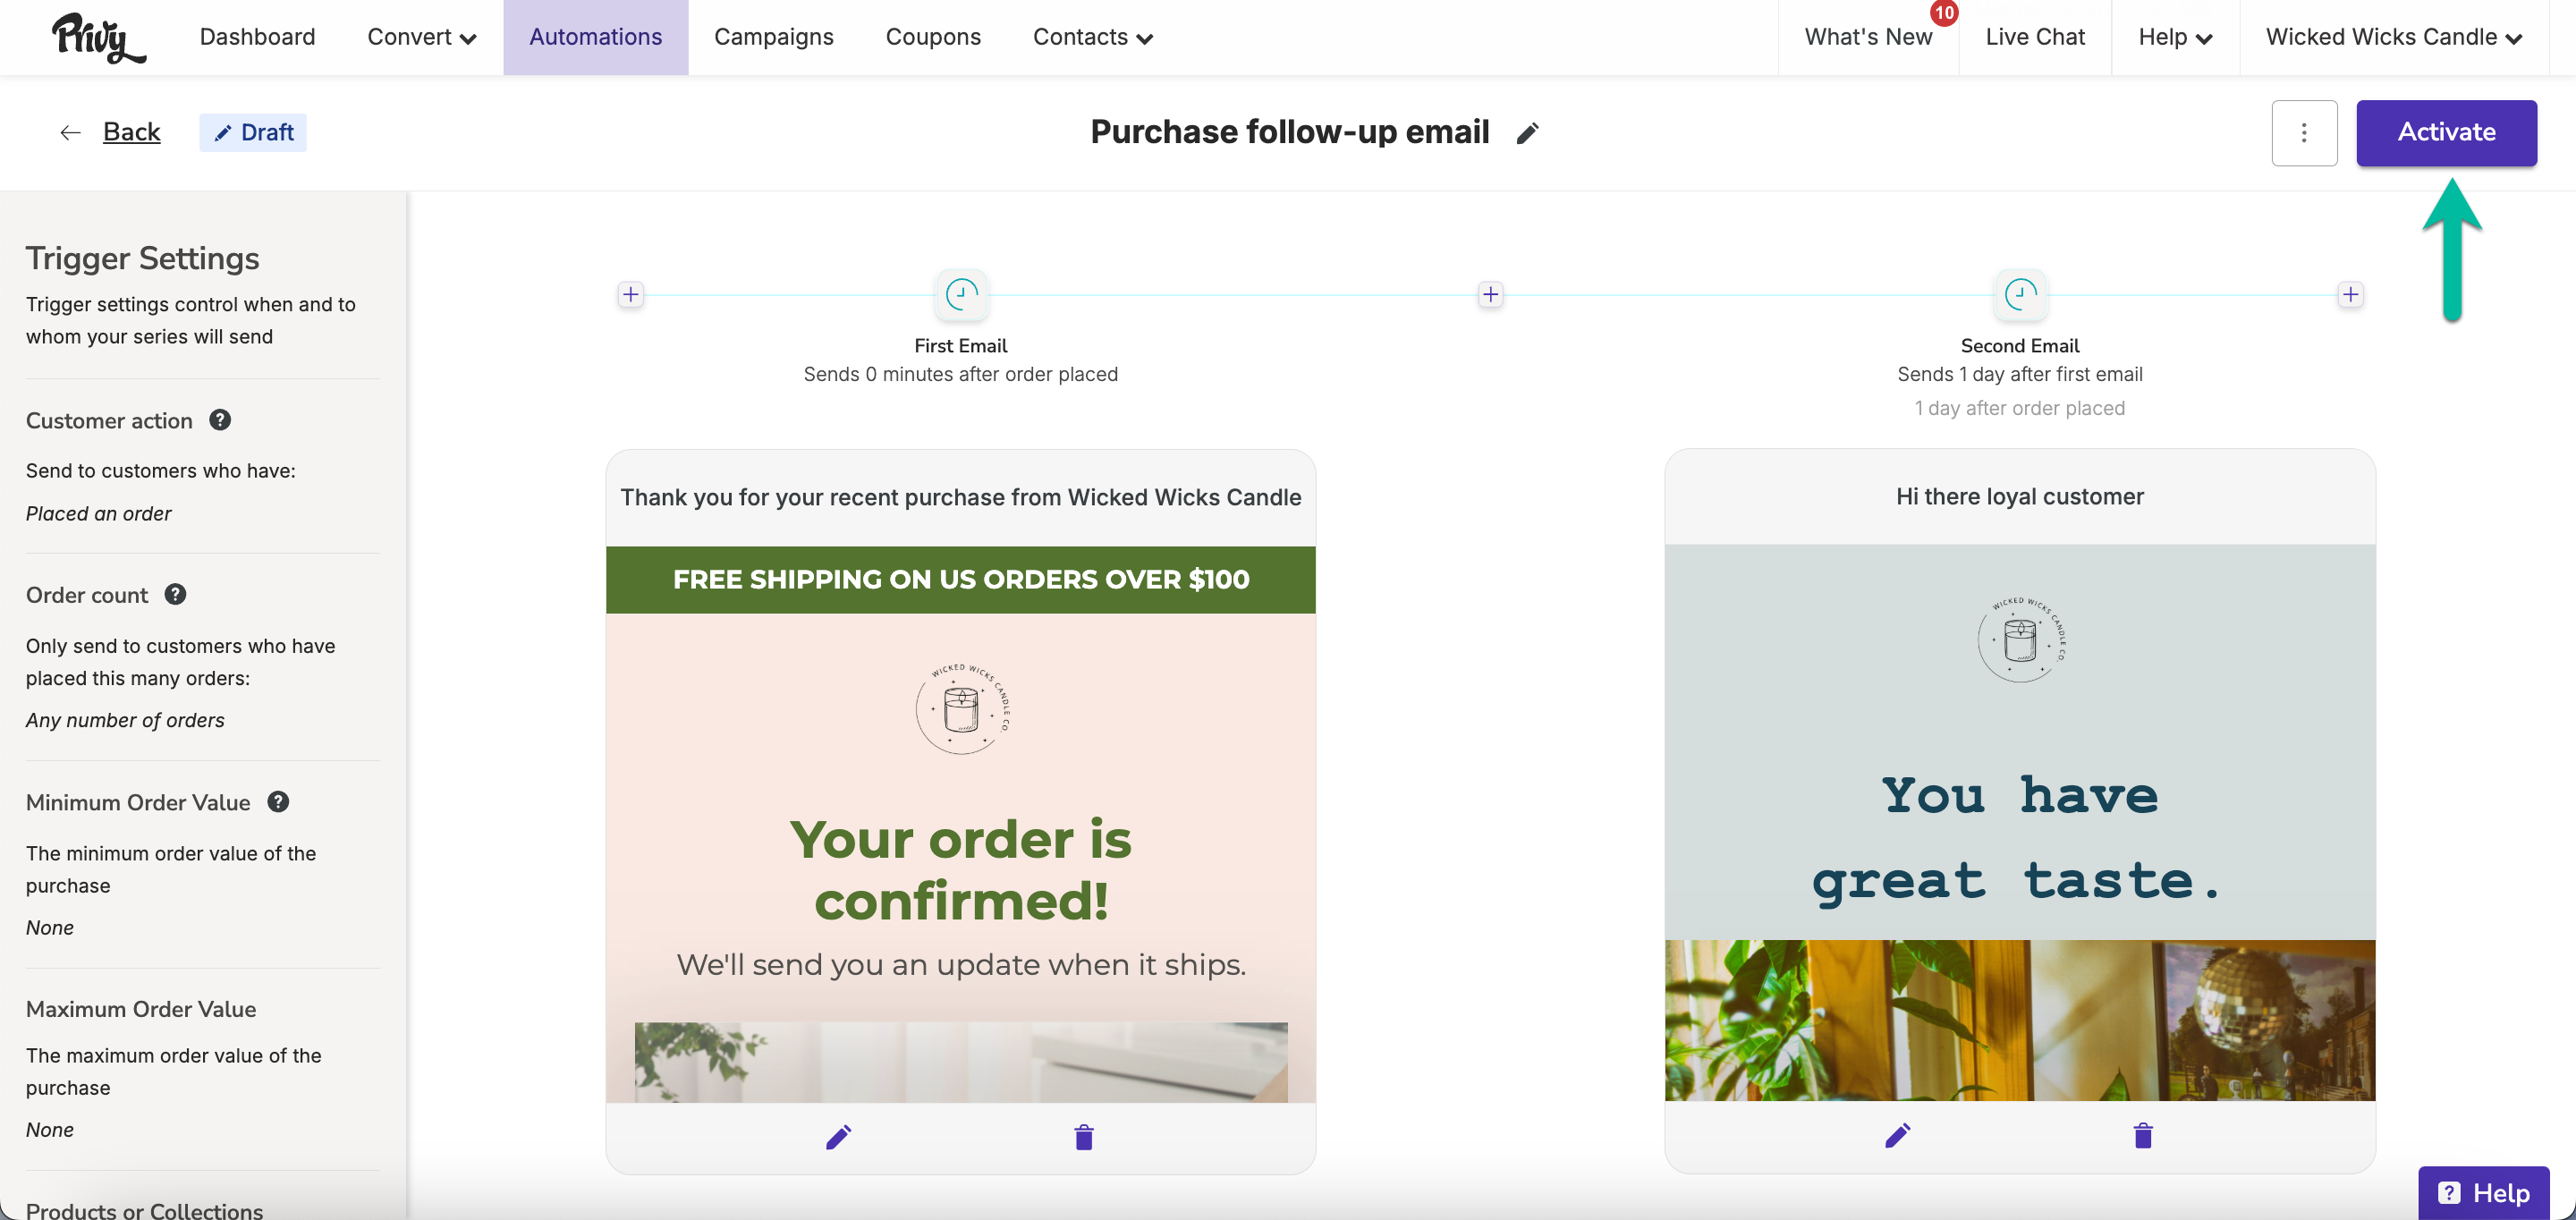 Privy
Dashboard
Convert
Automations
Campaigns
Coupons
Contacts
What's New
10
Live Chat
Help
Wicked Wicks Candle
Back
Draft
Purchase follow-up email
Activate
Trigger Settings
Trigger settings control when and to
whom your series will send
Customer action
Send to customers who have:
Placed an order
Order count
Only send to customers who have
placed this many orders:
Any number of orders
Minimum Order Value
The minimum order value of the
purchase
None
Maximum Order Value
The maximum order value of the
purchase
None
Products or Collections
First Email
Sends 0 minutes after order placed
Thank you for your recent purchase from Wicked Wicks Candle
FREE SHIPPING ON US ORDERS OVER $100
WICKED WICKS CANDLE CO.
Your order is
confirmed!
We'll send you an update when it ships.
Second Email
Sends 1 day after first email
1 day after order placed
Hi there loyal customer
WICKED WICKS CANDLE CO.
You have
great taste.
Help